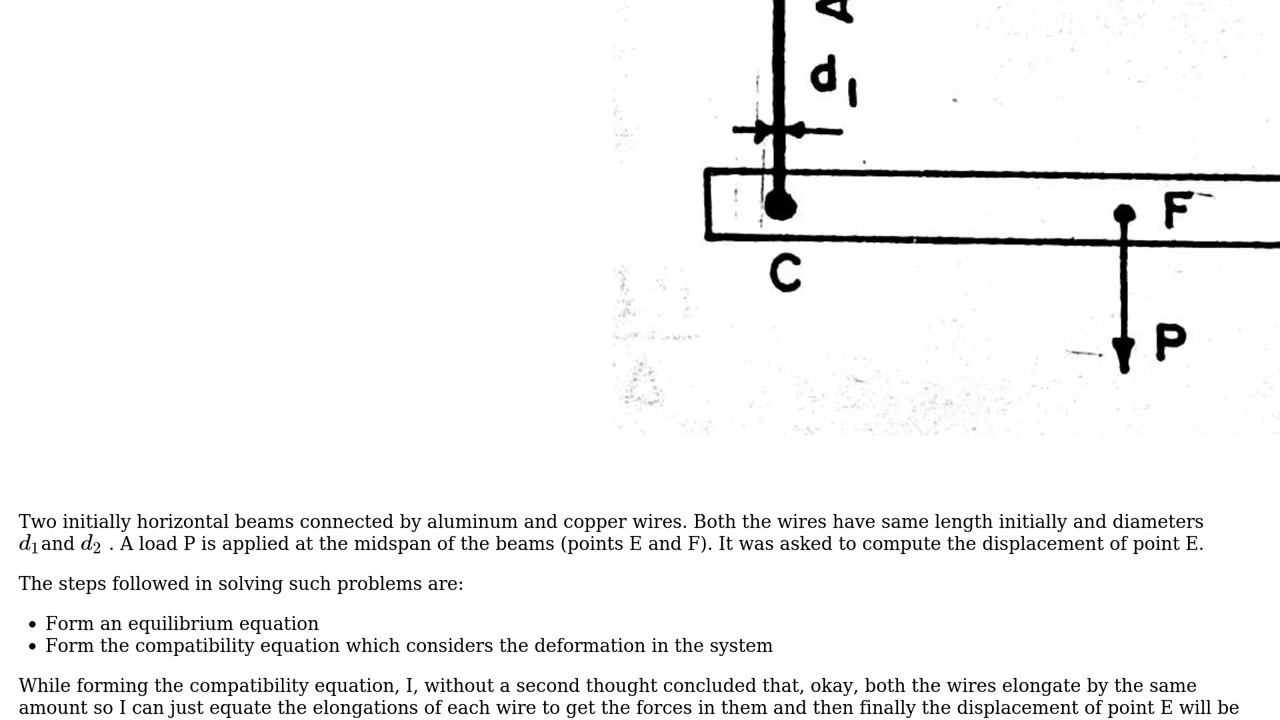 d1
C
F
P
Two initially horizontal beams connected by aluminum and copper wires. Both the wires have same length initially and diameters
d1 and d2 . A load P is applied at the midspan of the beams (points E and F). It was asked to compute the displacement of point E.
The steps followed in solving such problems are:
• Form an equilibrium equation
• Form the compatibility equation which considers the deformation in the system
While forming the compatibility equation, I, without a second thought concluded that, okay, both the wires elongate by the same
amount so I can just equate the elongations of each wire to get the forces in them and then finally the displacement of point E will be